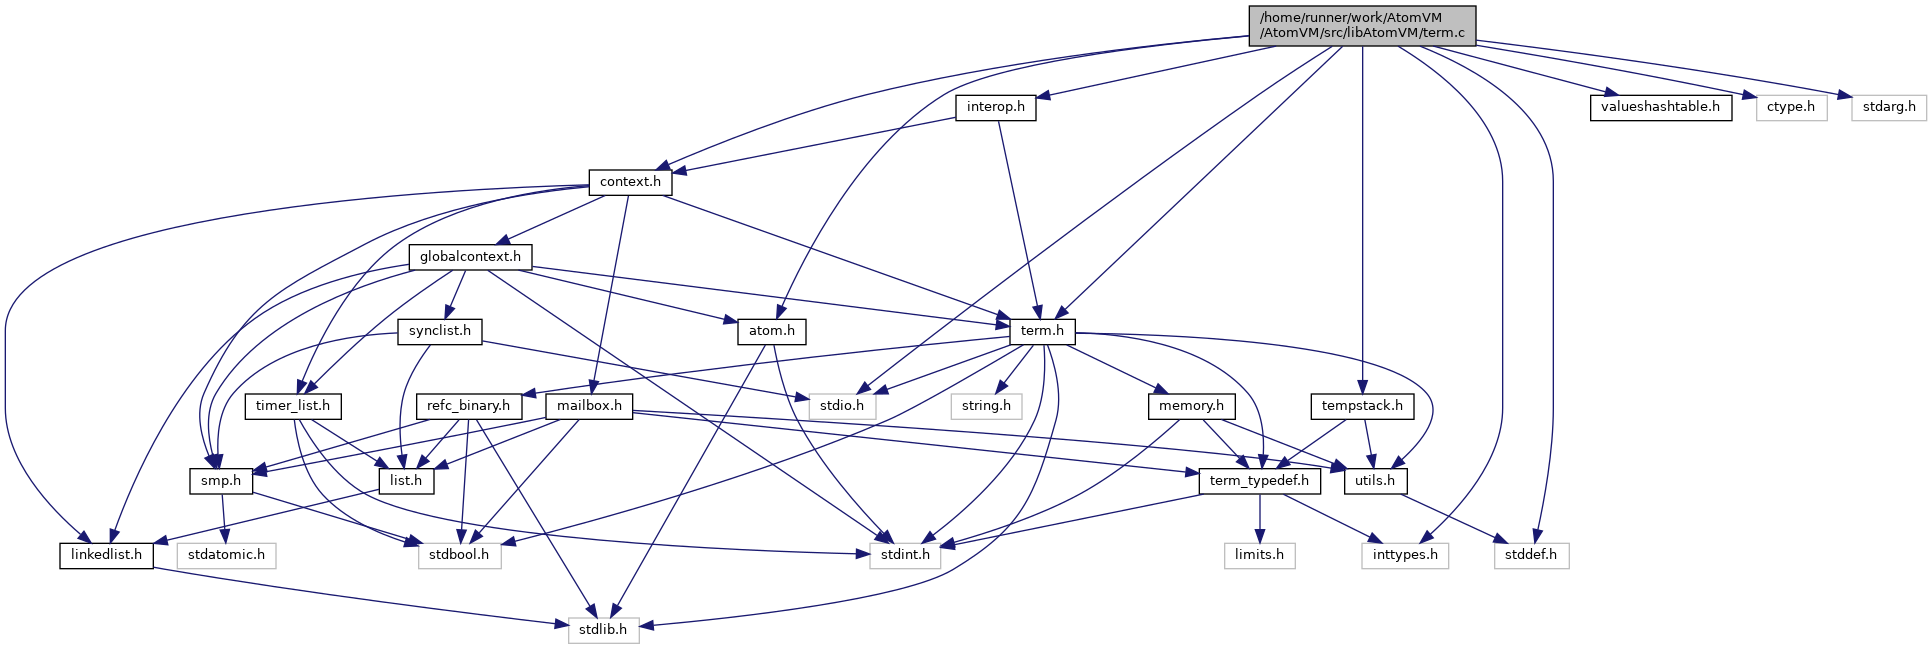 /home/runner/work/AtomVM
/AtomVM/src/libAtomVM/term.c
interop.h
valueshashtable.h
ctype.h
stdarg.h
context.h
globalcontext.h
synclist.h
atom.h
term.h
timer_list.h
refc_binary.h
mailbox.h
stdio.h
string.h
memory.h
tempstack.h
smp.h
list.h
term_typedef.h
utils.h
linkedlist.h
stdatomic.h
stdbool.h
stdint.h
limits.h
inttypes.h
stddef.h
stdlib.h